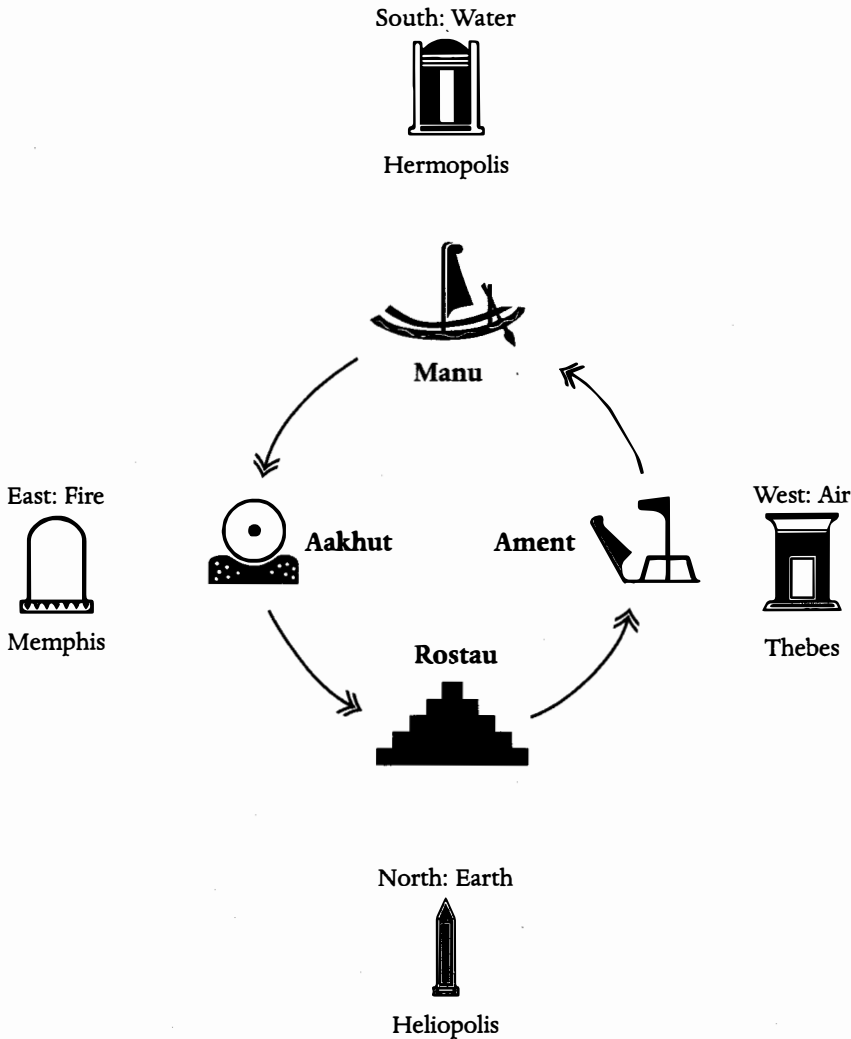 South: Water
Hermopolis
Manu
East: Fire
Memphis
Aakhut
Ament
West: Air
Thebes
Rostau
North: Earth
Heliopolis